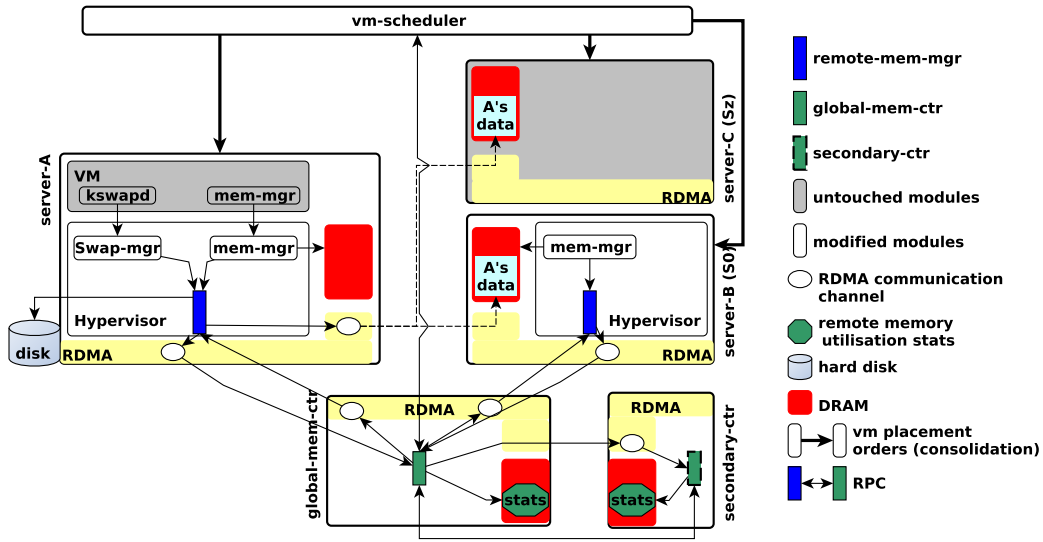 vm-scheduler
server-A
VM
kswapd
mem-mgr
Swap-mgr
mem-mgr
Hypervisor
RDMA
disk
A's
data
RDMA
server-C (Sz)
mem-mgr
A's
data
Hypervisor
RDMA
server-B (S0)
global-mem-ctr
RDMA
stats
RDMA
stats
secondary-ctr
remote-mem-mgr
global-mem-ctr
secondary-ctr
untouched modules
modified modules
RDMA communication
channel
remote memory
utilisation stats
hard disk
DRAM
vm placement
orders (consolidation)
RPC